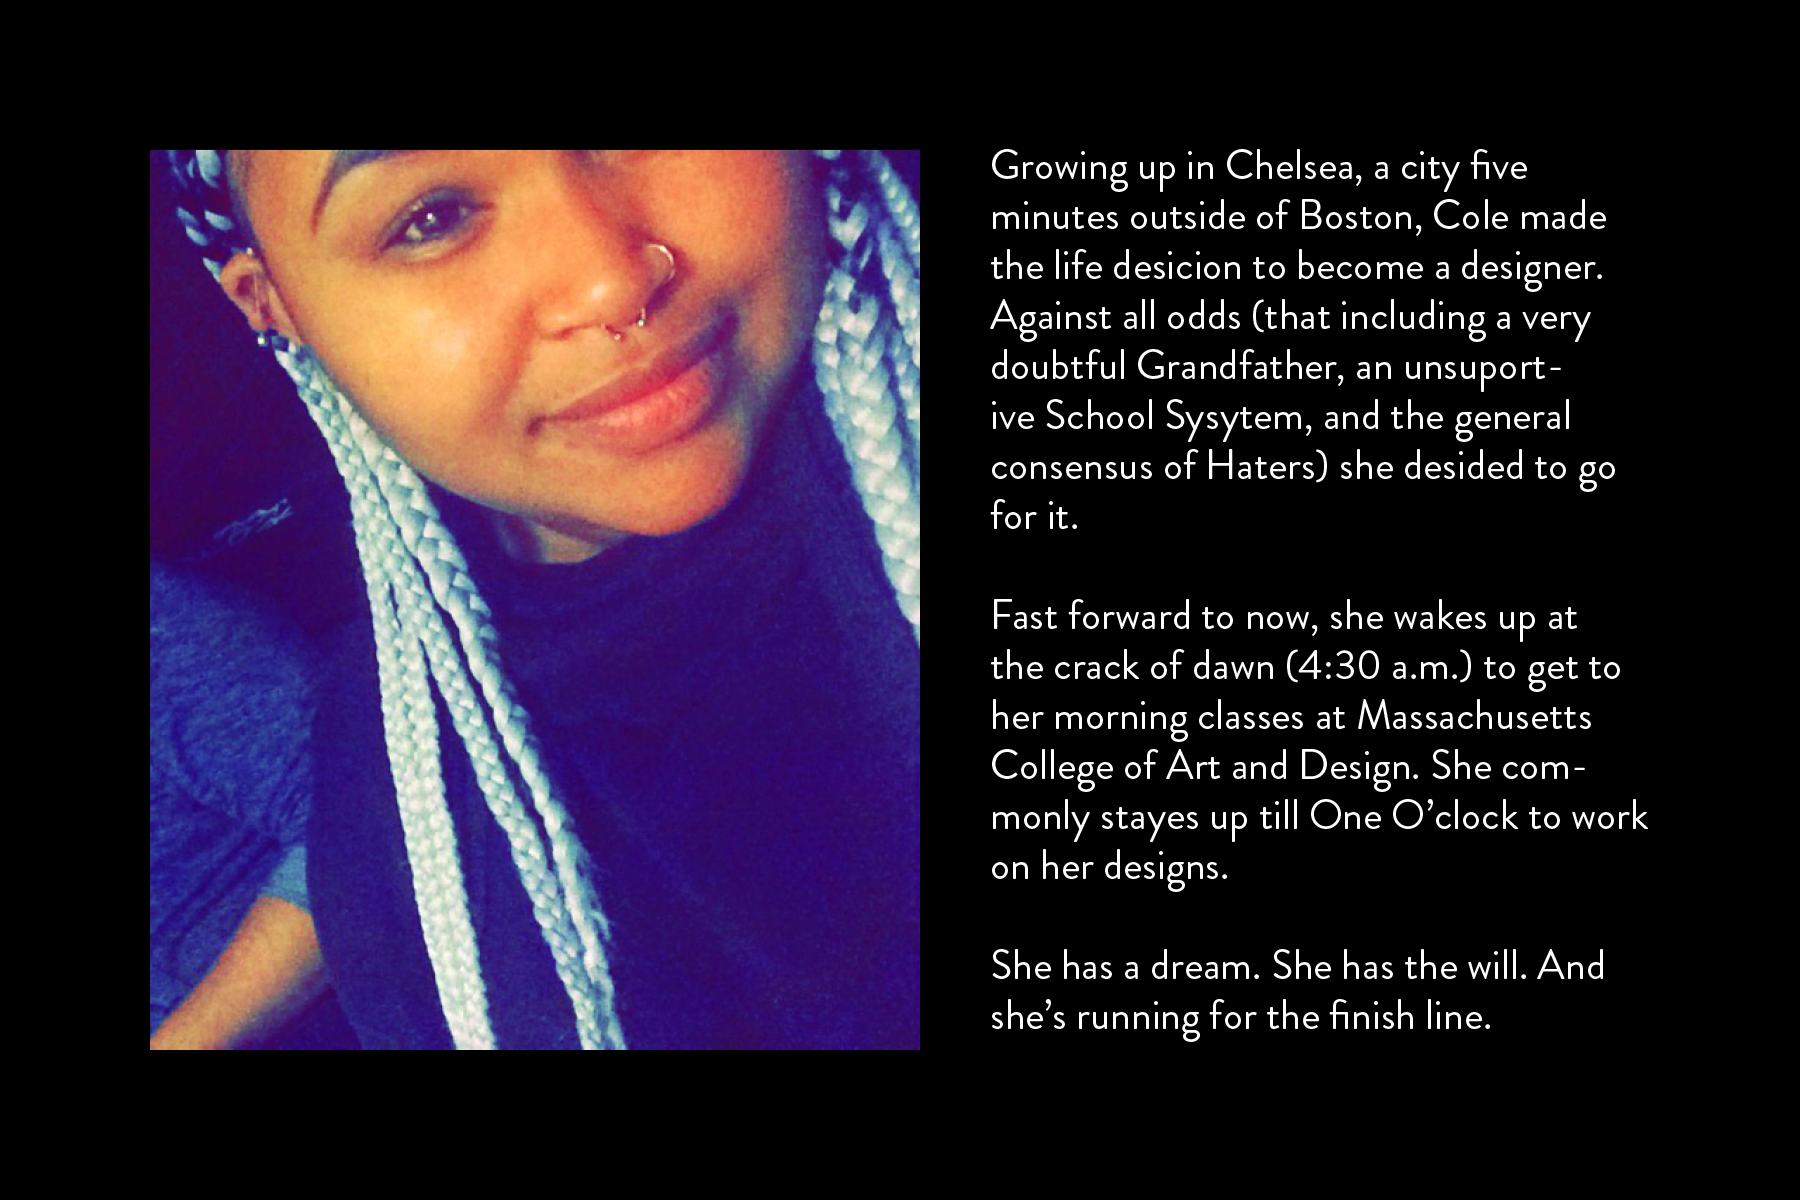 Growing up in Chelsea, a city five
minutes outside of Boston, Cole made
the life desicion to become a designer.
Against all odds (that including a very
doubtful Grandfather, an unsuport-
ive School Sysytem, and the general
consensus of Haters) she desided to go
for it.
Fast forward to now, she wakes up at
the crack of dawn (4:30 a.m.) to get to
her morning classes at Massachusetts
College of Art and Design. She com-
monly stayes up till One O’clock to work
on her designs.
She has a dream. She has the will. And
she’s running for the finish line.